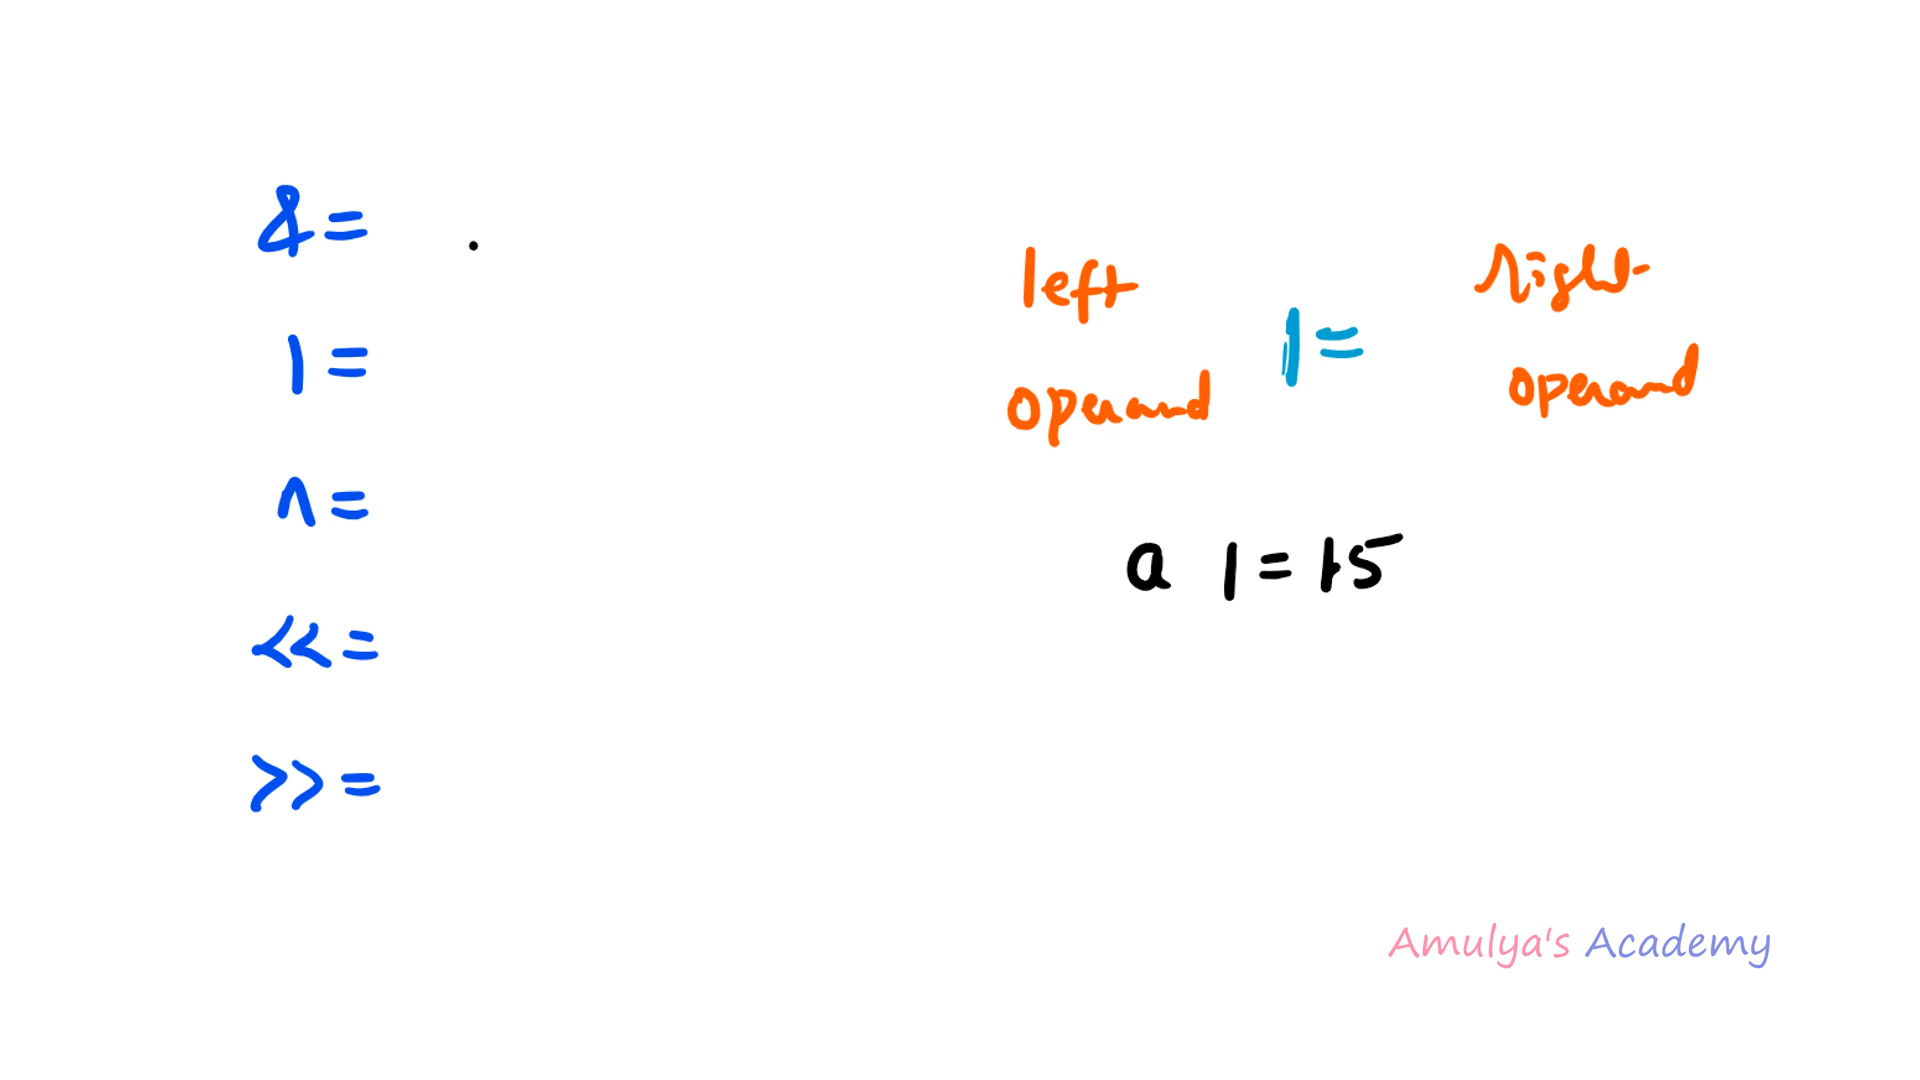 &=
|=
^=
<<=
>>=
left |= right
operand operand
a |= 15
Amulya's Academy